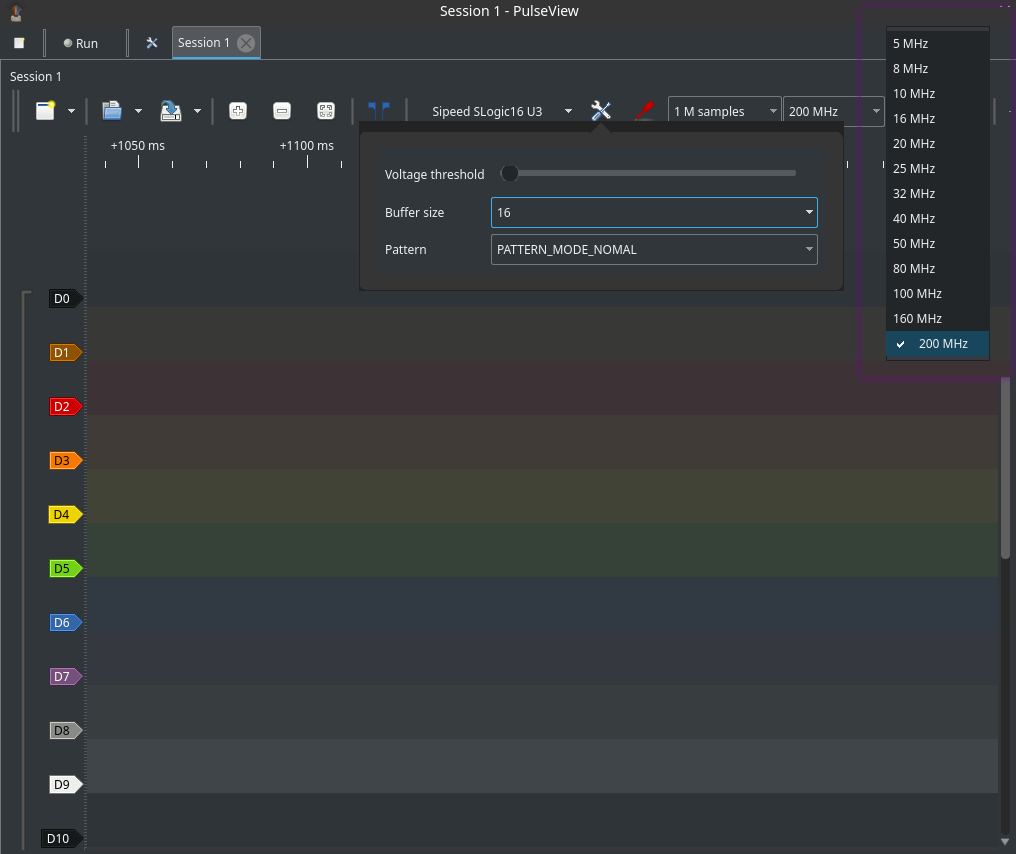 Session 1 - PulseView
Run
Session 1
Session 1
Sipeed SLogic16 U3
1 M samples
200 MHz
+1050 ms
+1100 ms
Voltage threshold
Buffer size
16
Pattern
PATTERN_MODE_NOMAL
5 MHz
8 MHz
10 MHz
16 MHz
20 MHz
25 MHz
32 MHz
40 MHz
50 MHz
80 MHz
100 MHz
160 MHz
200 MHz
D0
D1
D2
D3
D4
D5
D6
D7
D8
D9
D10